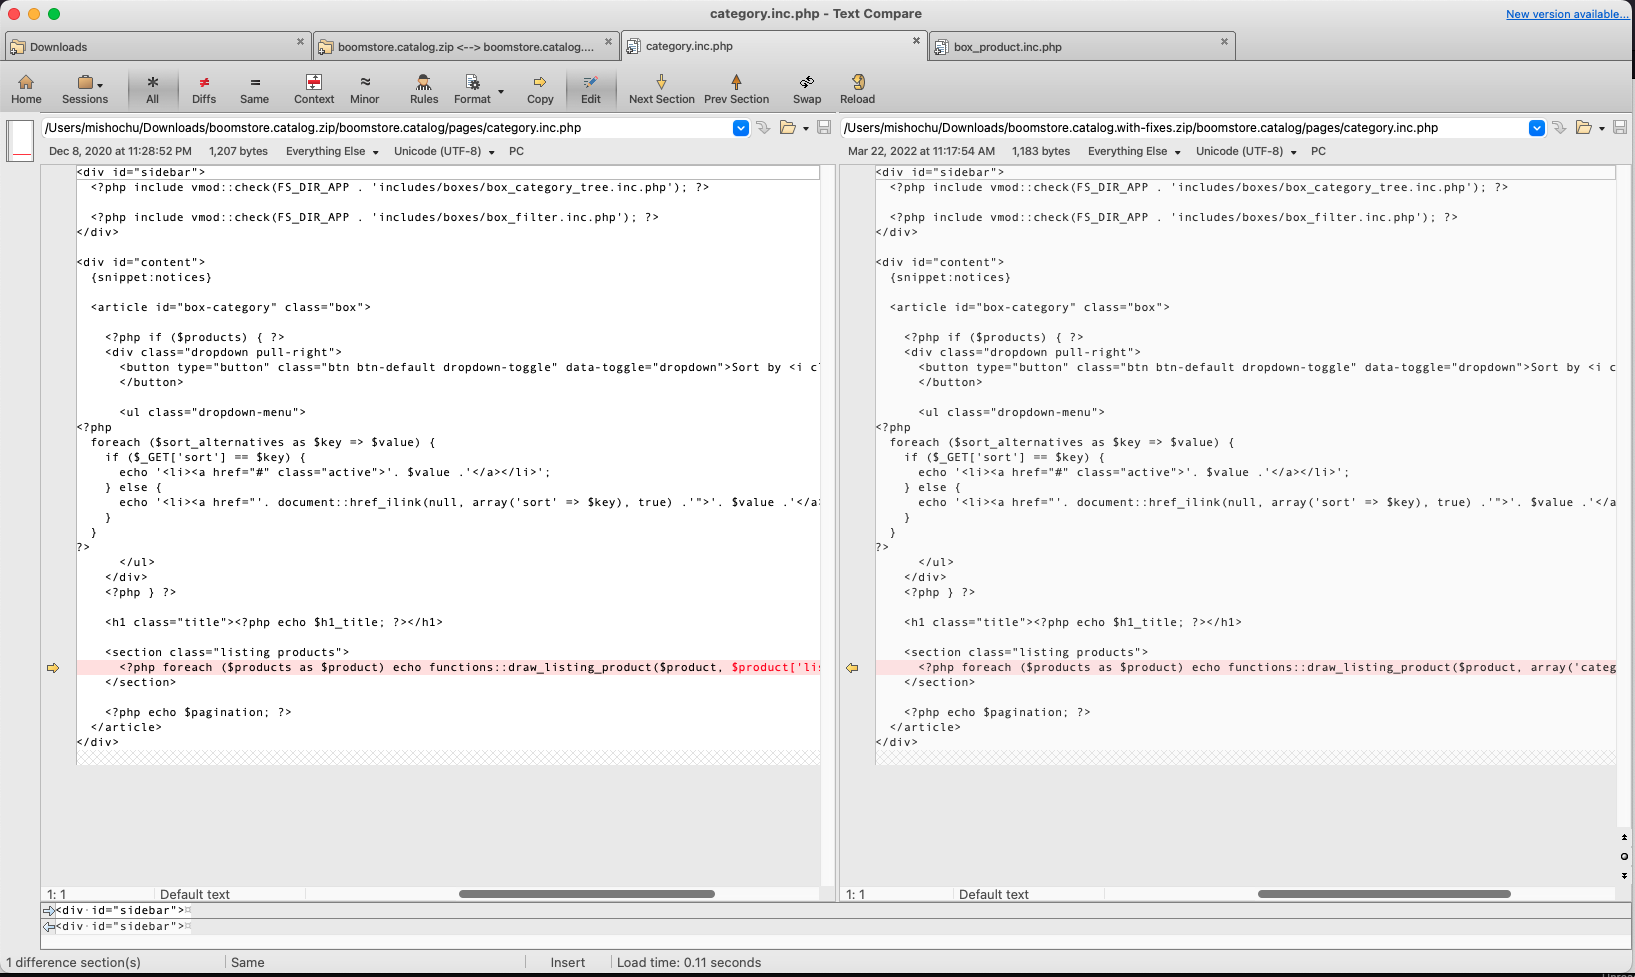 category.inc.php - Text Compare
New version available...
Downloads
boomstore.catalog.zip <--> boomstore.catalog....
category.inc.php
box_product.inc.php
Home Sessions All Diffs Same Context Minor Rules Format Copy Edit Next Section Prev Section Swap Reload
/Users/mishochu/Downloads/boomstore.catalog.zip/boomstore.catalog/pages/category.inc.php
Dec 8, 2020 at 11:28:52 PM 1,207 bytes Everything Else Unicode (UTF-8) PC
<div id="sidebar">
<?php include vmod::check(FS_DIR_APP . 'includes/boxes/box_category_tree.inc.php'); ?>
<?php include vmod::check(FS_DIR_APP . 'includes/boxes/box_filter.inc.php'); ?>
</div>
<div id="content">
{snippet:notices}
<article id="box-category" class="box">
<?php if ($products) { ?>
<div class="dropdown pull-right">
<button type="button" class="btn btn-default dropdown-toggle" data-toggle="dropdown">Sort by <i c
</button>
<ul class="dropdown-menu">
<?php
foreach ($sort_alternatives as $key => $value) {
if ($_GET['sort'] == $key) {
echo '<li><a href="#" class="active">'. $value .'</a></li>';
} else {
echo '<li><a href="'. document::href_ilink(null, array('sort' => $key), true) .'">'. $value .'</a
}
}
?>
</ul>
</div>
<?php } ?>
<h1 class="title"><?php echo $h1_title; ?></h1>
<section class="listing products">
<?php foreach ($products as $product) echo functions::draw_listing_product($product, $product['lis
</section>
<?php echo $pagination; ?>
</article>
</div>
1: 1 Default text
/Users/mishochu/Downloads/boomstore.catalog.with-fixes.zip/boomstore.catalog/pages/category.inc.php
Mar 22, 2022 at 11:17:54 AM 1,183 bytes Everything Else Unicode (UTF-8) PC
<div id="sidebar">
<?php include vmod::check(FS_DIR_APP . 'includes/boxes/box_category_tree.inc.php'); ?>
<?php include vmod::check(FS_DIR_APP . 'includes/boxes/box_filter.inc.php'); ?>
</div>
<div id="content">
{snippet:notices}
<article id="box-category" class="box">
<?php if ($products) { ?>
<div class="dropdown pull-right">
<button type="button" class="btn btn-default dropdown-toggle" data-toggle="dropdown">Sort by <i c
</button>
<ul class="dropdown-menu">
<?php
foreach ($sort_alternatives as $key => $value) {
if ($_GET['sort'] == $key) {
echo '<li><a href="#" class="active">'. $value .'</a></li>';
} else {
echo '<li><a href="'. document::href_ilink(null, array('sort' => $key), true) .'">'. $value .'</a
}
}
?>
</ul>
</div>
<?php } ?>
<h1 class="title"><?php echo $h1_title; ?></h1>
<section class="listing products">
<?php foreach ($products as $product) echo functions::draw_listing_product($product, array('categ
</section>
<?php echo $pagination; ?>
</article>
</div>
1: 1 Default text
<div·id="sidebar">¤
<div·id="sidebar">¤
1 difference section(s) Same Insert Load time: 0.11 seconds